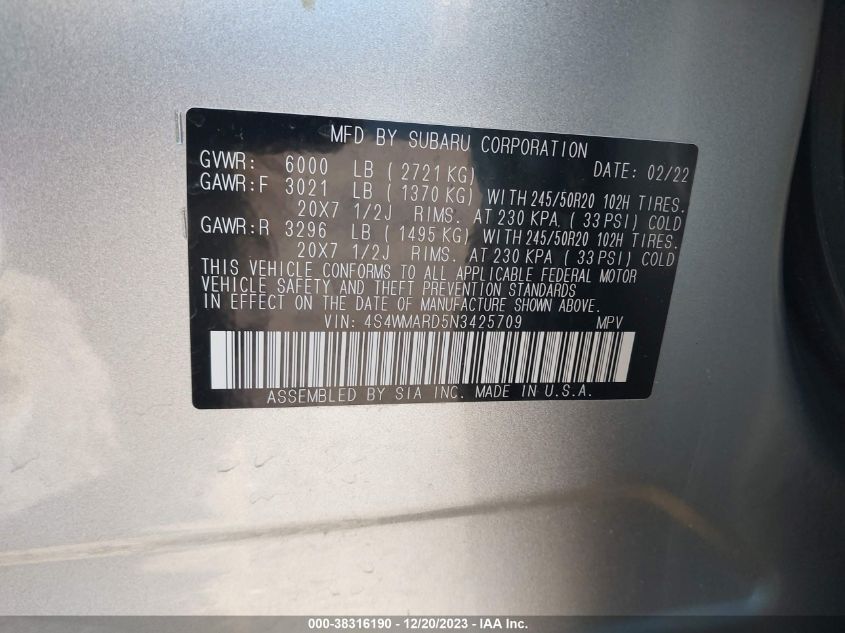 MFD BY SUBARU CORPORATION
GVWR: 6000 LB ( 2721 KG) DATE: 02/22
GAWR:F 3021 LB ( 1370 KG) WITH 245/50R20 102H TIRES.
20X7 1/2J RIMS. AT 230 KPA ( 33 PSI) COLD
GAWR:R 3296 LB ( 1495 KG) WITH 245/50R20 102H TIRES.
20X7 1/2J RIMS. AT 230 KPA ( 33 PSI) COLD
THIS VEHICLE CONFORMS TO ALL APPLICABLE FEDERAL MOTOR
VEHICLE SAFETY AND THEFT PREVENTION STANDARDS
IN EFFECT ON THE DATE OF MANUFACTURE SHOWN ABOVE.
VIN: 4S4WMARD5N3425709 MPV
ASSEMBLED BY SIA INC. MADE IN U.S.A.
000-38316190 - 12/20/2023 - IAA Inc.